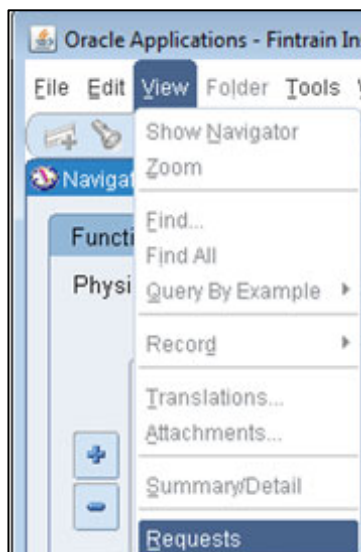 Oracle Applications - Fintrain In
File Edit View Folder Tools
Navigat
Show Navigator
Zoom
Functi
Find...
Find All
Physi
Query By Example
Record
Translations...
Attachments...
Summary/Detail
Requests